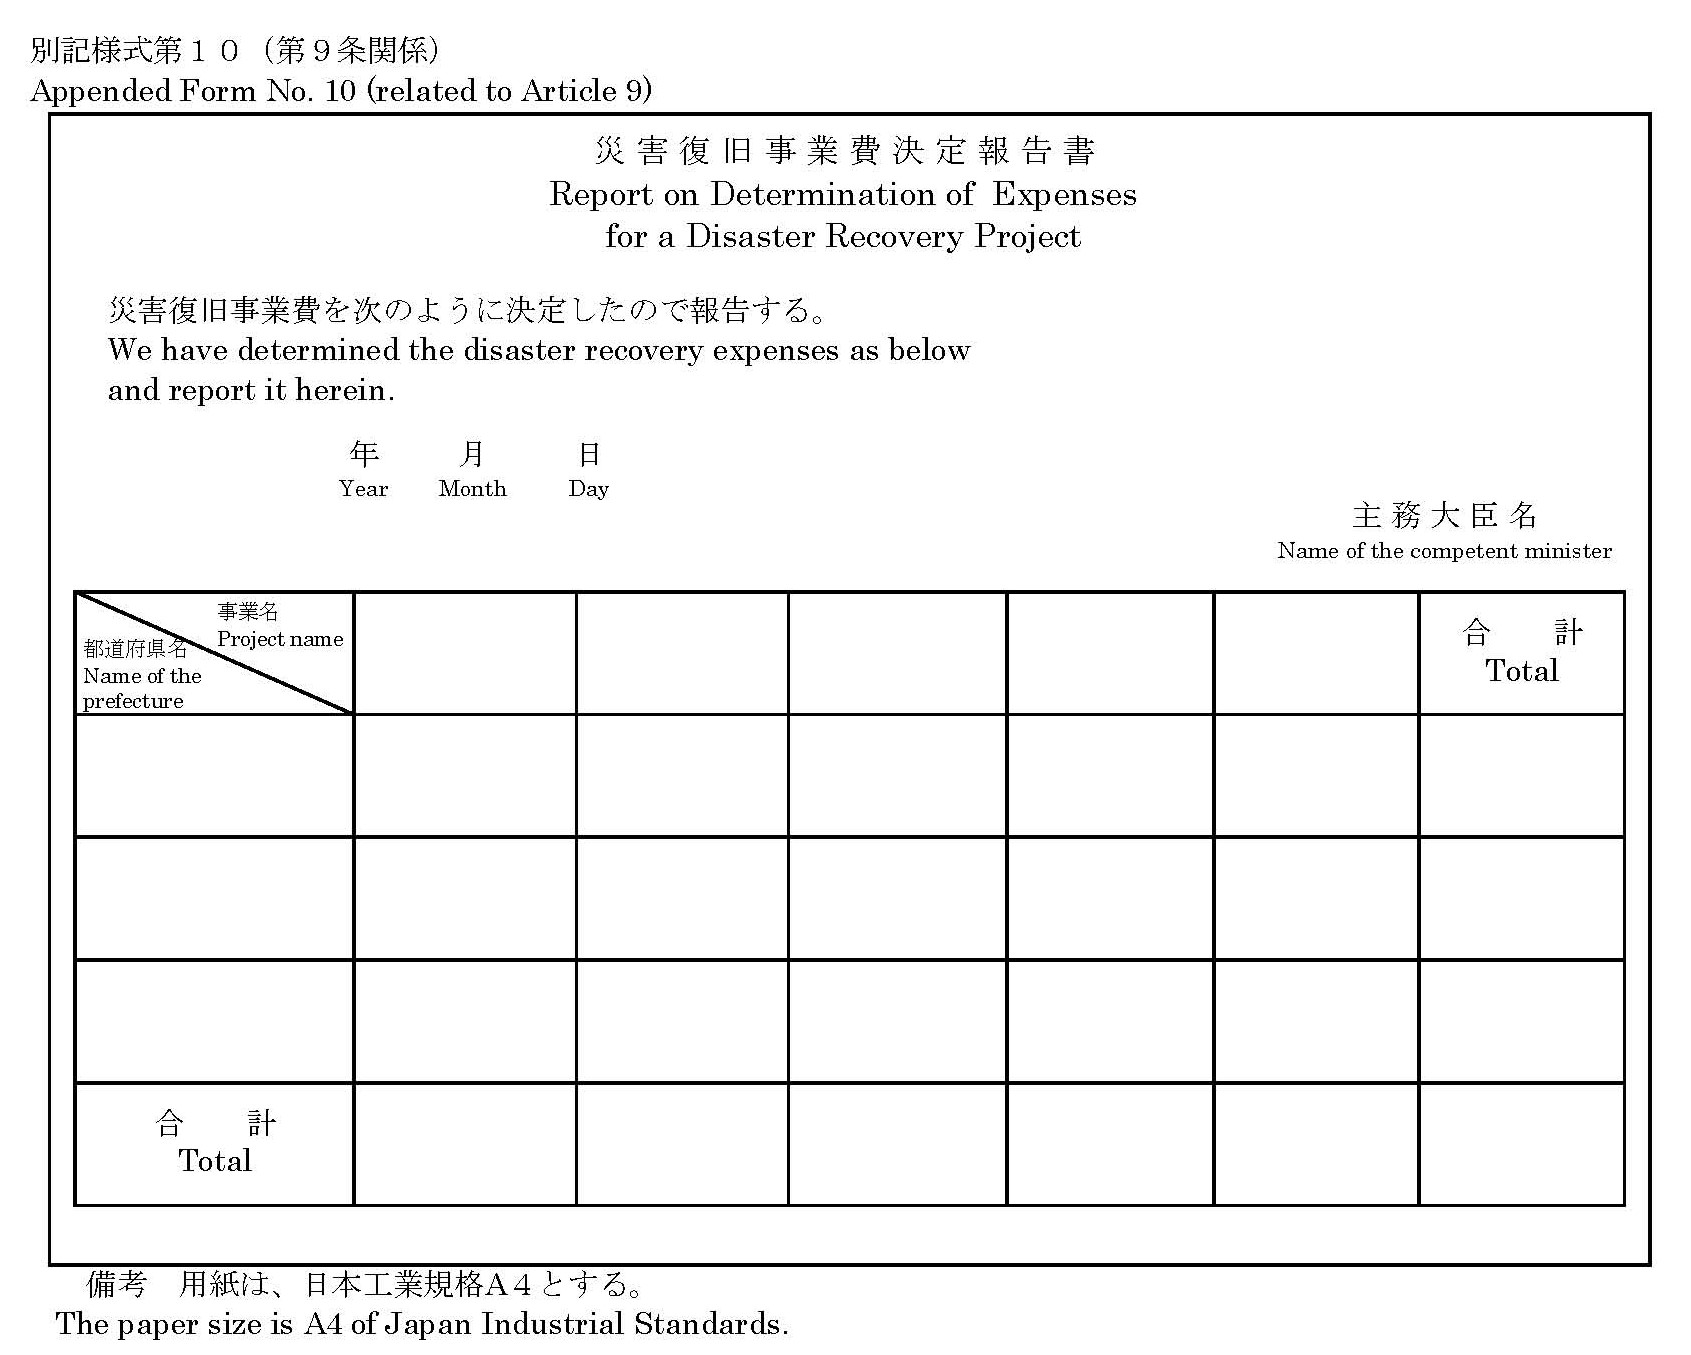 別記様式第１０（第９条関係）
Appended Form No. 10 (related to Article 9)
災害復旧事業費決定報告書
Report on Determination of Expenses
for a Disaster Recovery Project
災害復旧事業費を次のように決定したので報告する。
We have determined the disaster recovery expenses as below
and report it herein.
年 月 日
Year Month Day
主務大臣名
Name of the competent minister
事業名
Project name
都道府県名
Name of the
prefecture
合 計
Total
合 計
Total
備考　用紙は、日本工業規格A４とする。
The paper size is A4 of Japan Industrial Standards.